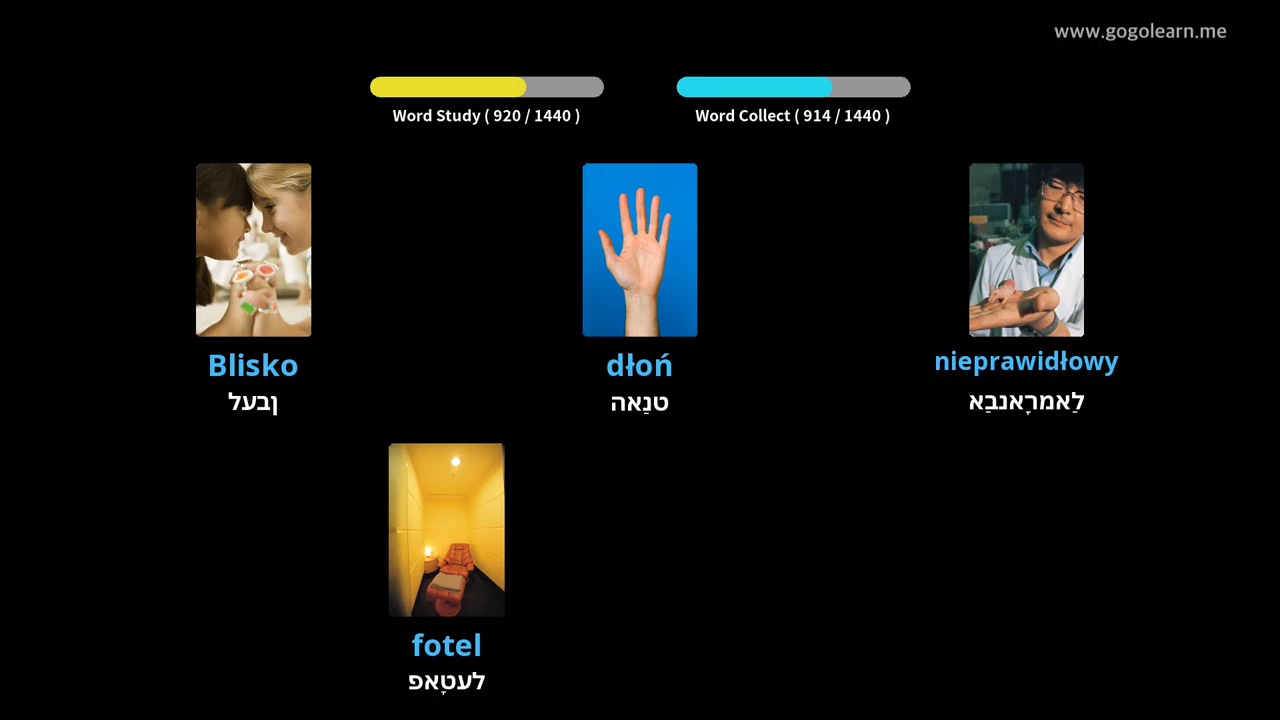 www.gogolearn.me
Word Study ( 920 / 1440 )
Word Collect ( 914 / 1440 )
Blisko
ןבעל
dłoń
טנַאה
nieprawidłowy
לַאמרָאנבַא
fotel
לעטָאפ